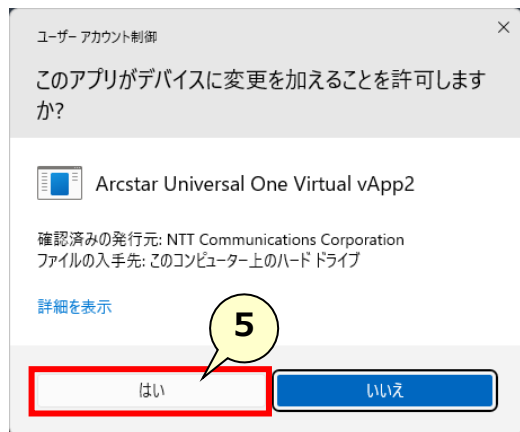 ユーザー アカウント制御
×
このアプリがデバイスに変更を加えることを許可します
か?
Arcstar Universal One Virtual vApp2
確認済みの発行元: NTT Communications Corporation
ファイルの入手先: このコンピューター上のハード ドライブ
詳細を表示
5
はい
いいえ